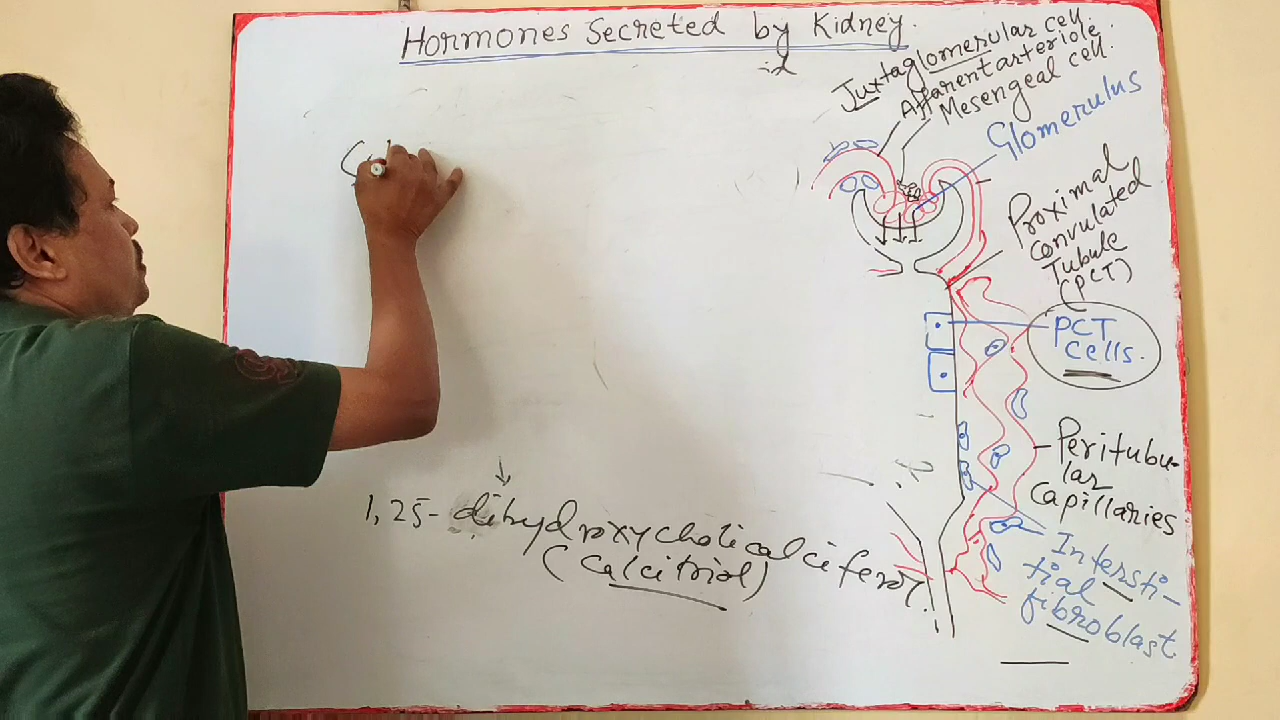 Hormones Secreted by Kidney.
Juxtaglomerular cell.
Afferent arteriole.
Mesengeal cell.
Glomerulus
Proximal
convulated
Tubule
(PCT)
PCT
Cells.
Peritubu-
lar
Capillaries
Intersti-
tial
fibroblast.
1,25-dihydroxycholicalciferol.
(Calcitriol)